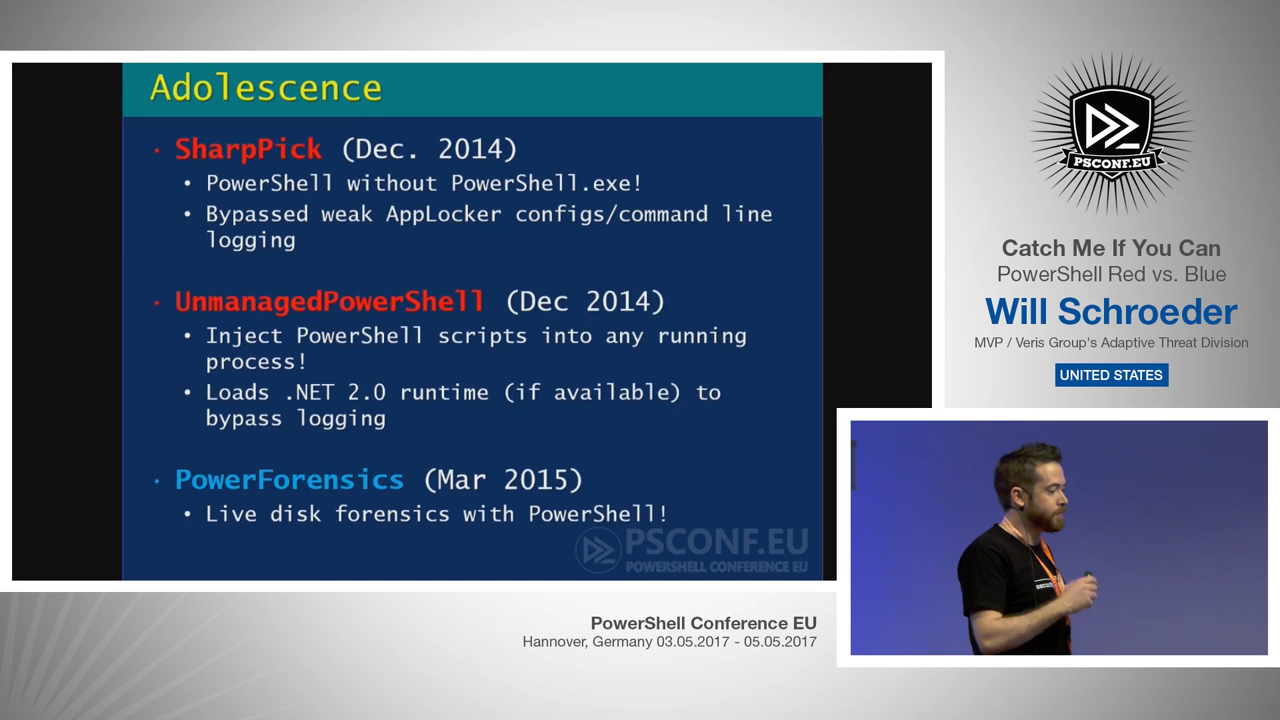 Adolescence
• SharpPick (Dec. 2014)
• PowerShell without PowerShell.exe!
• Bypassed weak AppLocker configs/command line
logging
• UnmanagedPowerShell (Dec 2014)
• Inject PowerShell scripts into any running
process!
• Loads .NET 2.0 runtime (if available) to
bypass logging
• PowerForensics (Mar 2015)
• Live disk forensics with PowerShell!
PSCONF.EU
POWERSHELL CONFERENCE EU
PSCONF.EU
Catch Me If You Can
PowerShell Red vs. Blue
Will Schroeder
MVP / Veris Group's Adaptive Threat Division
UNITED STATES
PowerShell Conference EU
Hannover, Germany 03.05.2017 - 05.05.2017